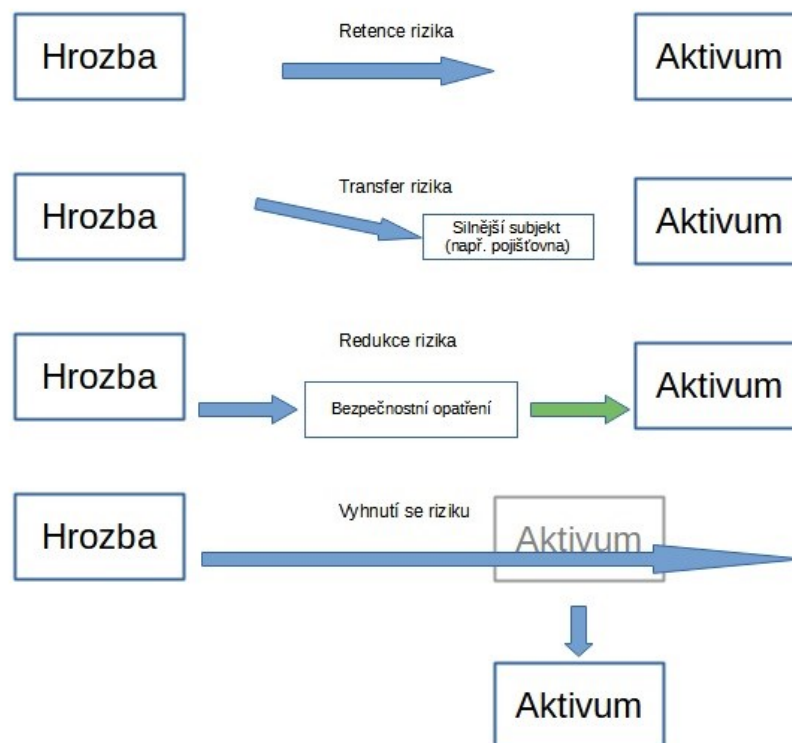 Hrozba
Retence rizika
Aktivum
Hrozba
Transfer rizika
Silnější subjekt
(např. pojišťovna)
Aktivum
Hrozba
Redukce rizika
Bezpečnostní opatření
Aktivum
Hrozba
Vyhnutí se riziku
Aktivum
Aktivum